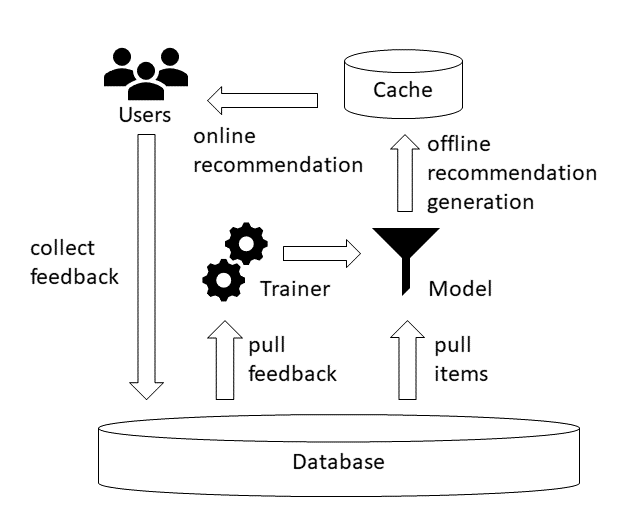 Users
Cache
online
recommendation
offline
recommendation
generation
collect
feedback
Trainer
Model
pull
feedback
pull
items
Database